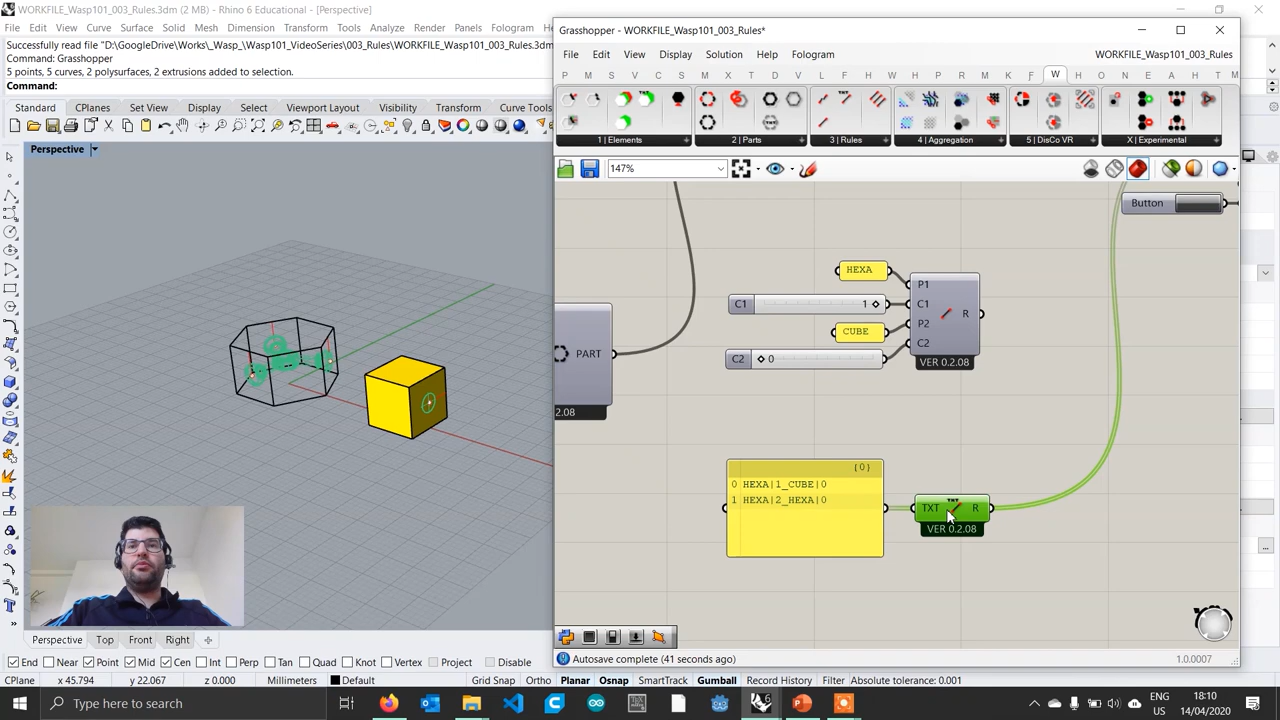 WORKFILE_Wasp101_003_Rules.3dm (2 MB) - Rhino 6 Educational - [Perspective]
File Edit View Curve Surface Solid Mesh Dimension Transform Tools Analyze Render Panels Fologram
Successfully read file "D:\GoogleDrive\Works\_Wasp_\Wasp101_VideoSeries\003_Rules\WORKFILE_Wasp101_003_Rules.3dm
Command: Grasshopper
5 points, 5 curves, 2 polysurfaces, 2 extrusions added to selection.
Command:
Standard CPlanes Set View Display Select Viewport Layout Visibility Transform Curve Tools
Perspective
Grasshopper - WORKFILE_Wasp101_003_Rules*
File Edit View Display Solution Help Fologram
WORKFILE_Wasp101_003_Rules
P M S D C S M U N X T D A L F H W W H K F L H O N E H T M
1 | Elements 2 | Parts 3 | Rules 4 | Aggregation 5 | DisCo VR X | Experimental
147%
Button
HEXA
C1 1
CUBE
C2 0
P1
C1
P2
C2
R
VER 0.2.08
PART
2.08
{0}
0 HEXA|1_CUBE|0
1 HEXA|2_HEXA|0
TXT
TXT R
VER 0.2.08
Autosave complete (41 seconds ago)
1.0.0007
Perspective Top Front Right
End Near Point Mid Cen Int Perp Tan Quad Knot Vertex Project Disable
CPlane x 45.794 y 22.067 z 0.000 Millimeters Default Grid Snap Ortho Planar Osnap SmartTrack Gumball Record History Filter Absolute tolerance: 0.001
Type here to search
ENG
18:10
14/04/2020